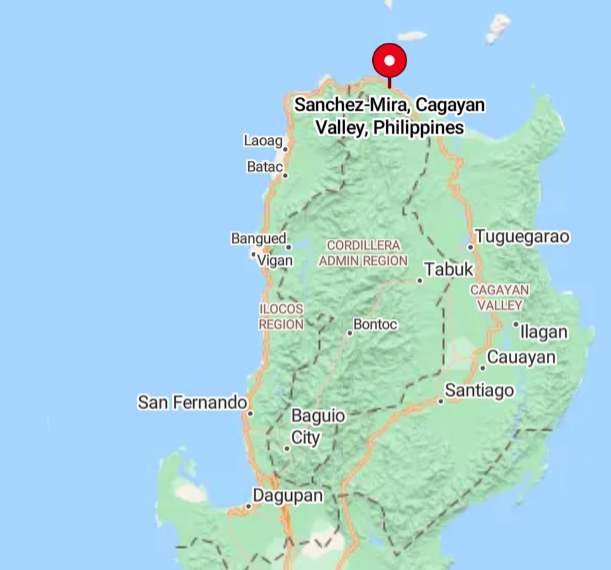 Sanchez-Mira, Cagayan
Valley, Philippines
Laoag
Batac
Bangued
Vigan
CORDILLERA
ADMIN REGION
Tuguegarao
Tabuk
CAGAYAN
VALLEY
ILOCOS
REGION
Bontoc
Ilagan
Cauayan
Santiago
San Fernando
Baguio
City
Dagupan